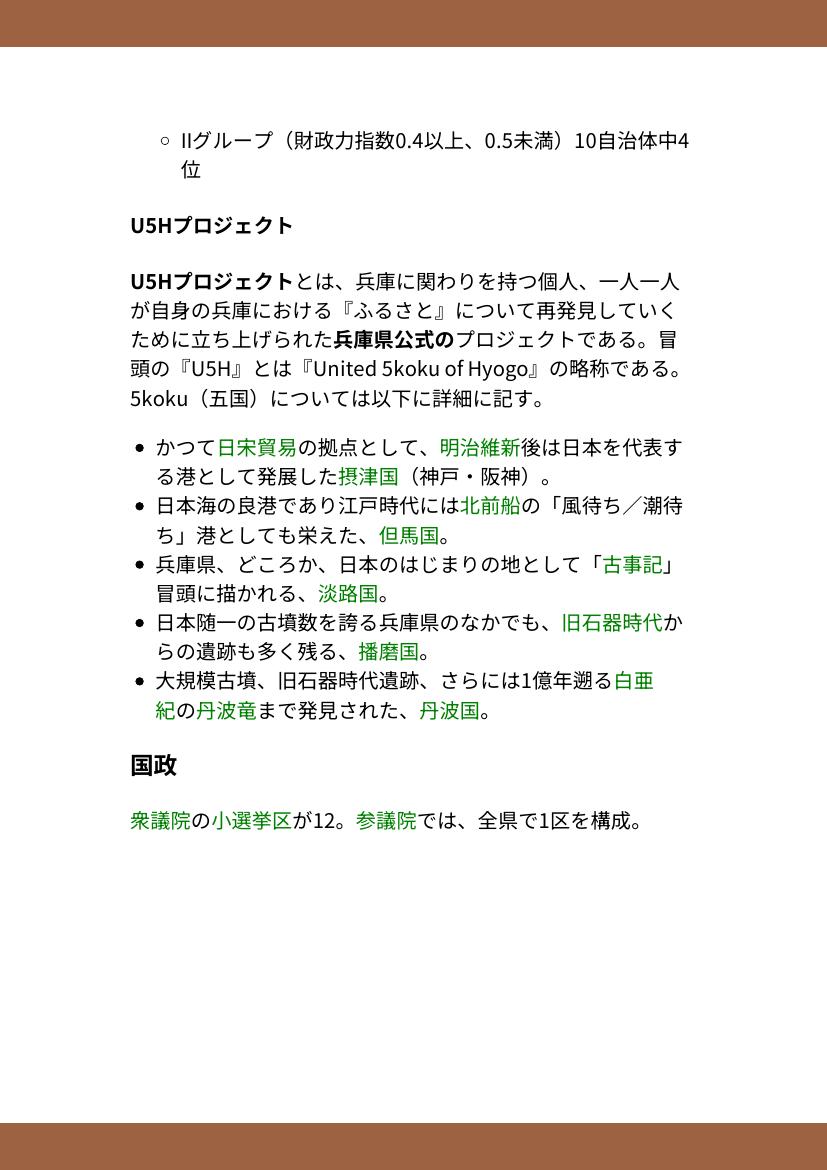 IIグループ（財政力指数0.4以上、0.5未満）10自治体中4
位
U5Hプロジェクト
U5Hプロジェクトとは、兵庫に関わりを持つ個人、一人一人
が自身の兵庫における『ふるさと』について再発見していく
ために立ち上げられた兵庫県公式のプロジェクトである。冒
頭の『U5H』とは『United 5koku of Hyogo』の略称である。
5koku（五国）については以下に詳細に記す。
かつて日宋貿易の拠点として、明治維新後は日本を代表す
る港として発展した摂津国（神戸・阪神）。
日本海の良港であり江戸時代には北前船の「風待ち／潮待
ち」港としても栄えた、但馬国。
兵庫県、どころか、日本のはじまりの地として「古事記」
冒頭に描かれる、淡路国。
日本随一の古墳数を誇る兵庫県のなかでも、旧石器時代か
らの遺跡も多く残る、播磨国。
大規模古墳、旧石器時代遺跡、さらには1億年遡る白亜
紀の丹波竜まで発見された、丹波国。
国政
衆議院の小選挙区が12。参議院では、全県で1区を構成。